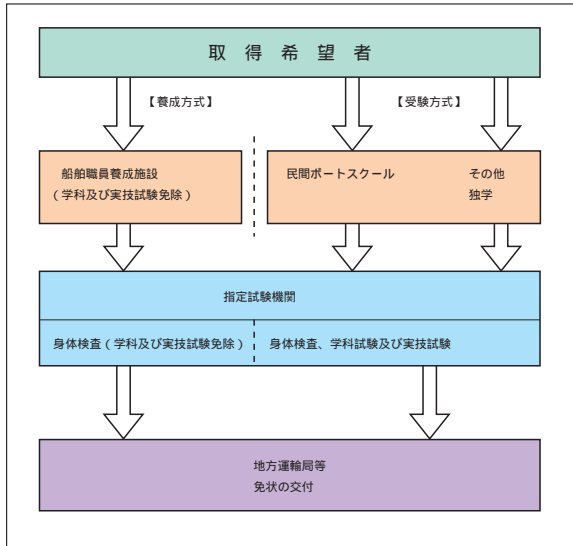 取得希望者
【養成方式】
【受験方式】
船舶職員養成施設
（学科及び実技試験免除）
民間ボートスクール
その他
独学
指定試験機関
身体検査（学科及び実技試験免除）
身体検査、学科試験及び実技試験
地方運輸局等
免状の交付